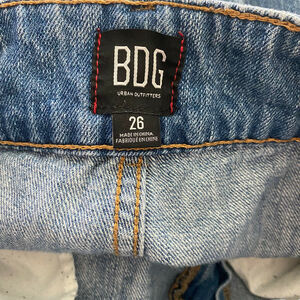 BDG
URBAN OUTFITTERS
26
MADE IN CHINA
FABRIQUÉ EN CHINE